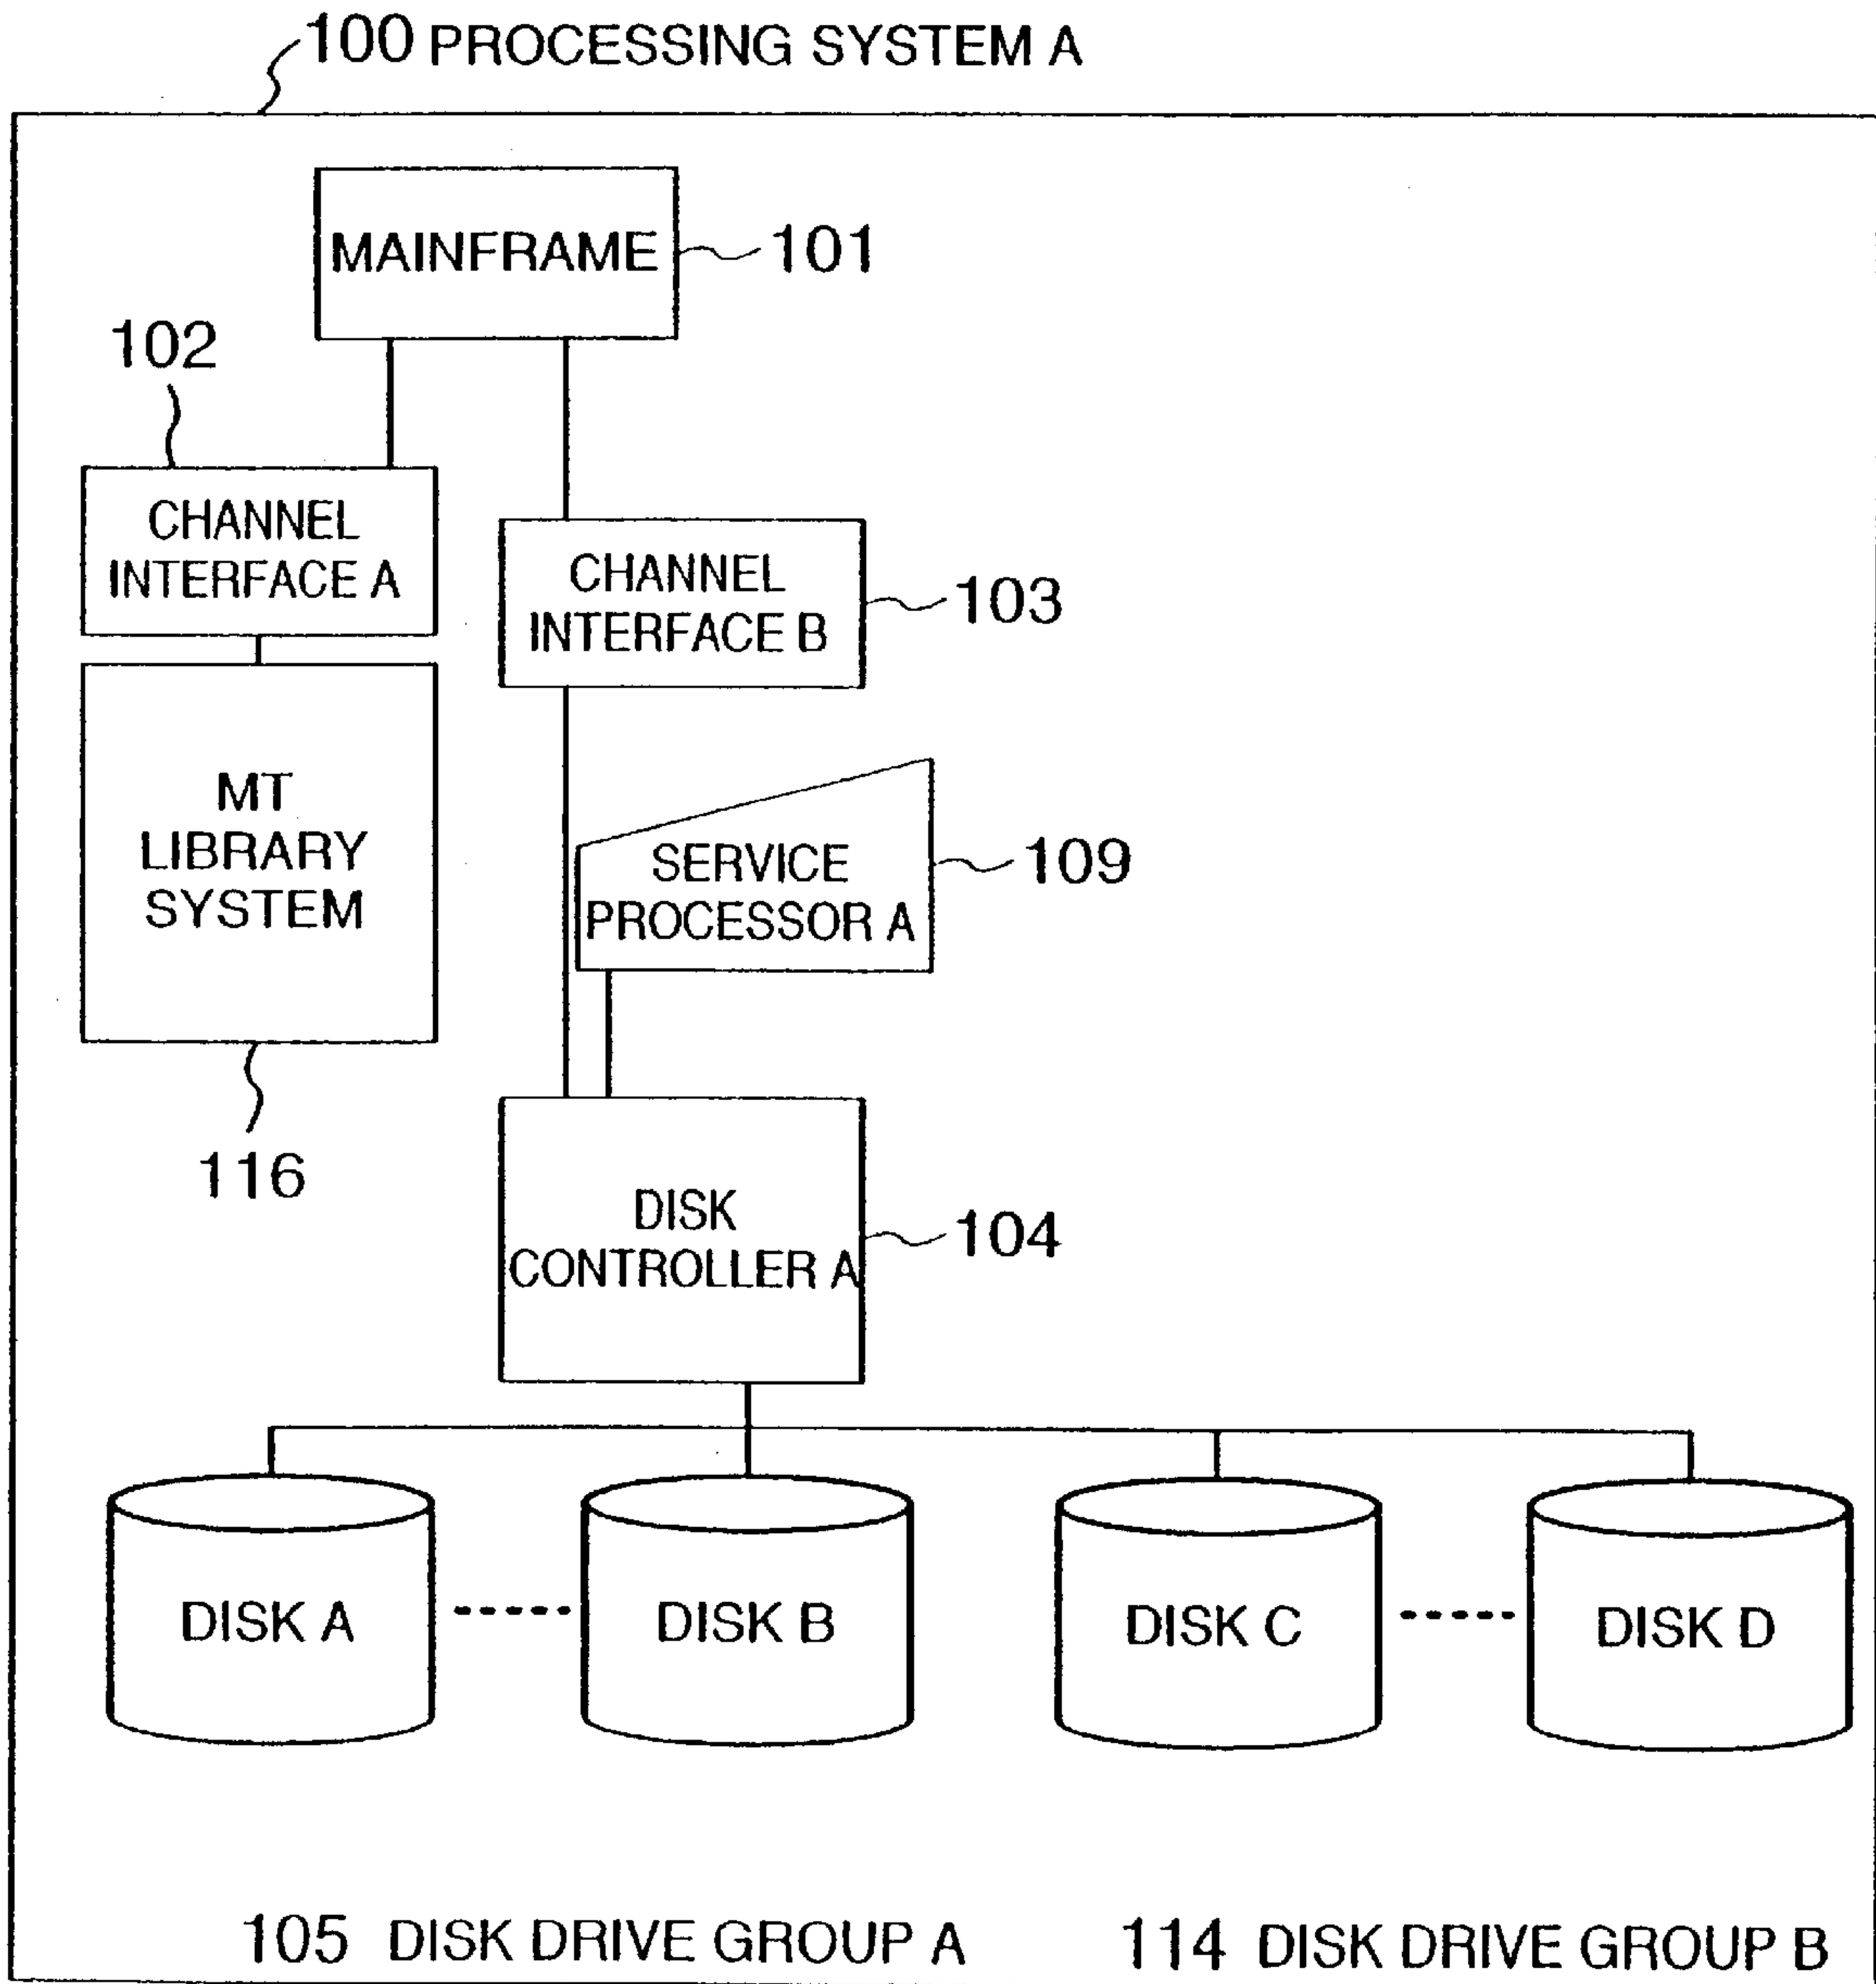 100 PROCESSING SYSTEM A
MAINFRAME
101
102
CHANNEL
INTERFACE A
CHANNEL
INTERFACE B
103
MT
LIBRARY
SYSTEM
116
SERVICE
PROCESSOR A
109
DISK
CONTROLLER A
104
DISK A
DISK B
DISK C
DISK D
105 DISK DRIVE GROUP A
114 DISK DRIVE GROUP B